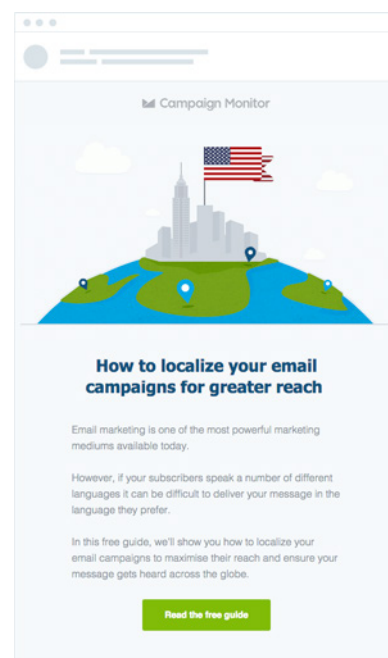 Campaign Monitor
How to localize your email
campaigns for greater reach
Email marketing is one of the most powerful marketing
mediums available today.
However, if your subscribers speak a number of different
languages it can be difficult to deliver your message in the
language they prefer.
In this free guide, we'll show you how to localize your
email campaigns to maximise their reach and ensure your
message gets heard across the globe.
Read the free guide